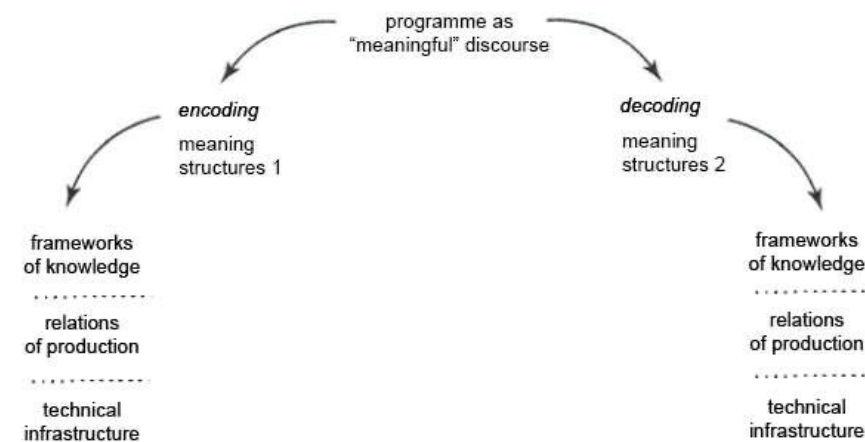 programme as
“meaningful” discourse
encoding
meaning
structures 1
frameworks
of knowledge
relations
of production
technical
infrastructure
decoding
meaning
structures 2
frameworks
of knowledge
relations
of production
technical
infrastructure